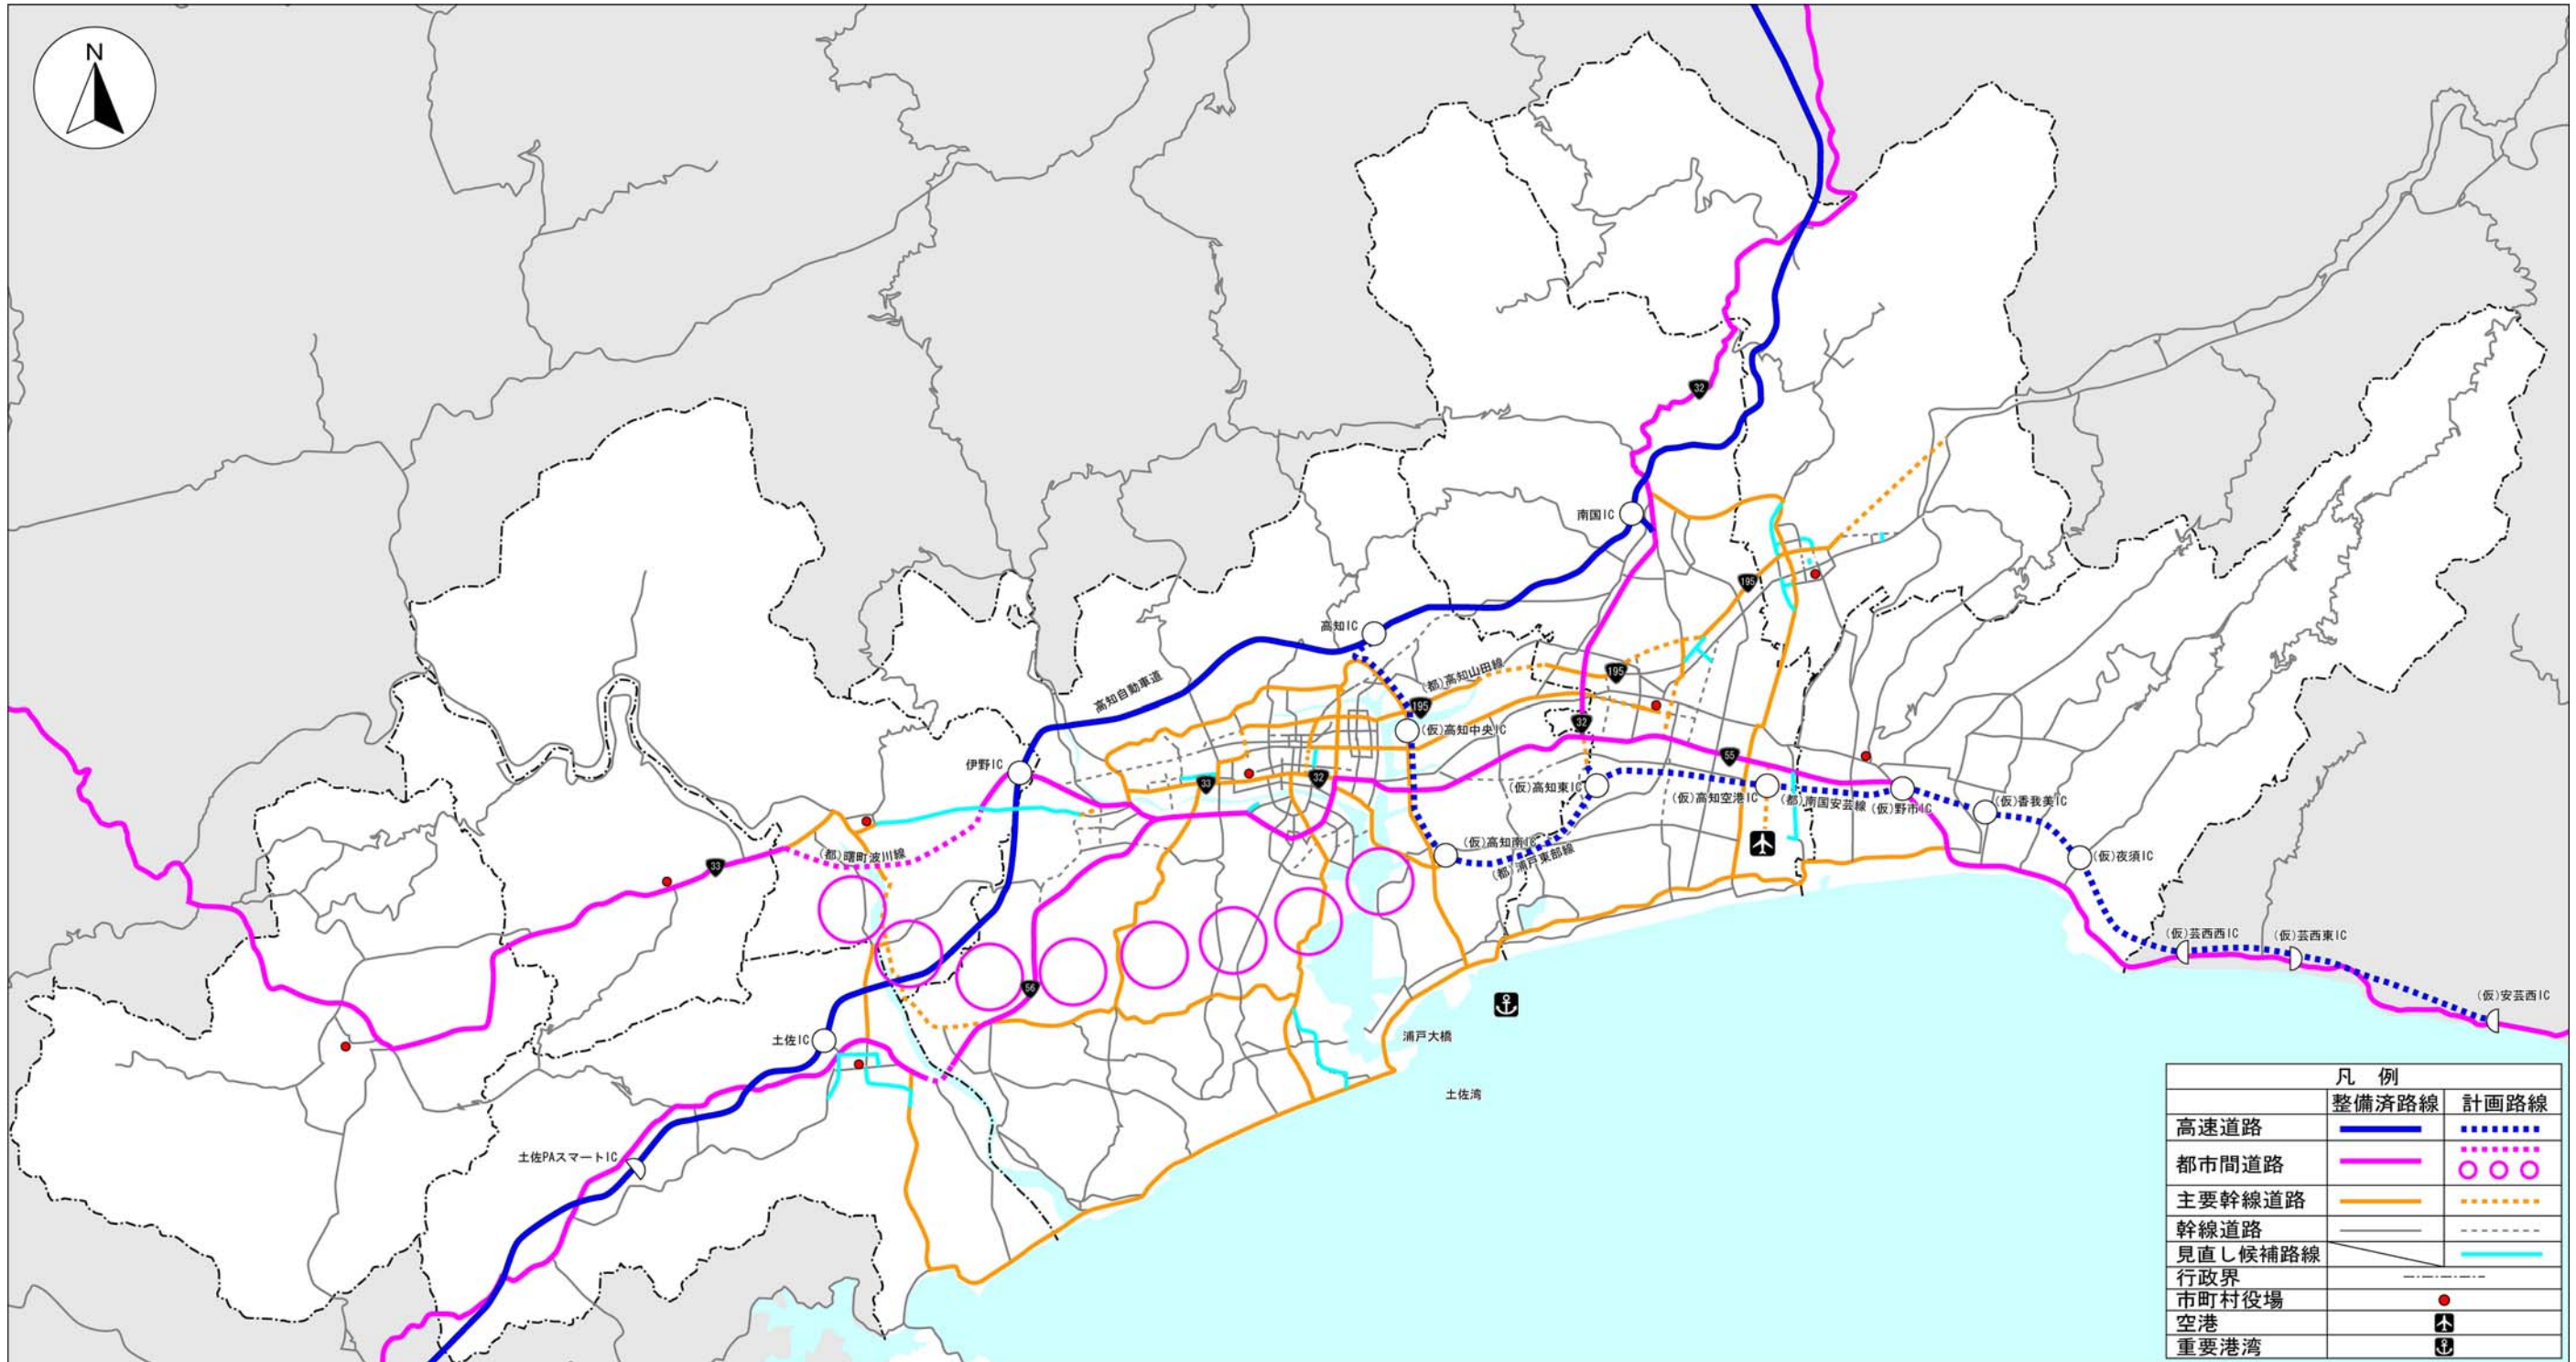 N
32
南国IC
195
高知IC
(都)高知山田線
195
高知自動車道
195
(仮)高知中央IC
32
55
伊野IC
33
32
(仮)高知東IC
(仮)高知空港IC
(都)南国安芸線
(仮)野市IC
(仮)香我美IC
(都)曙町波川線
33
(仮)高知南IC
(都)浦戸東部線
(仮)夜須IC
(仮)芸西西IC
(仮)芸西東IC
56
(仮)安芸西IC
土佐IC
浦戸大橋
土佐湾
土佐PAスマートIC
凡 例
整備済路線 計画路線
高速道路
都市間道路
主要幹線道路
幹線道路
見直し候補路線
行政界
市町村役場
空港
重要港湾